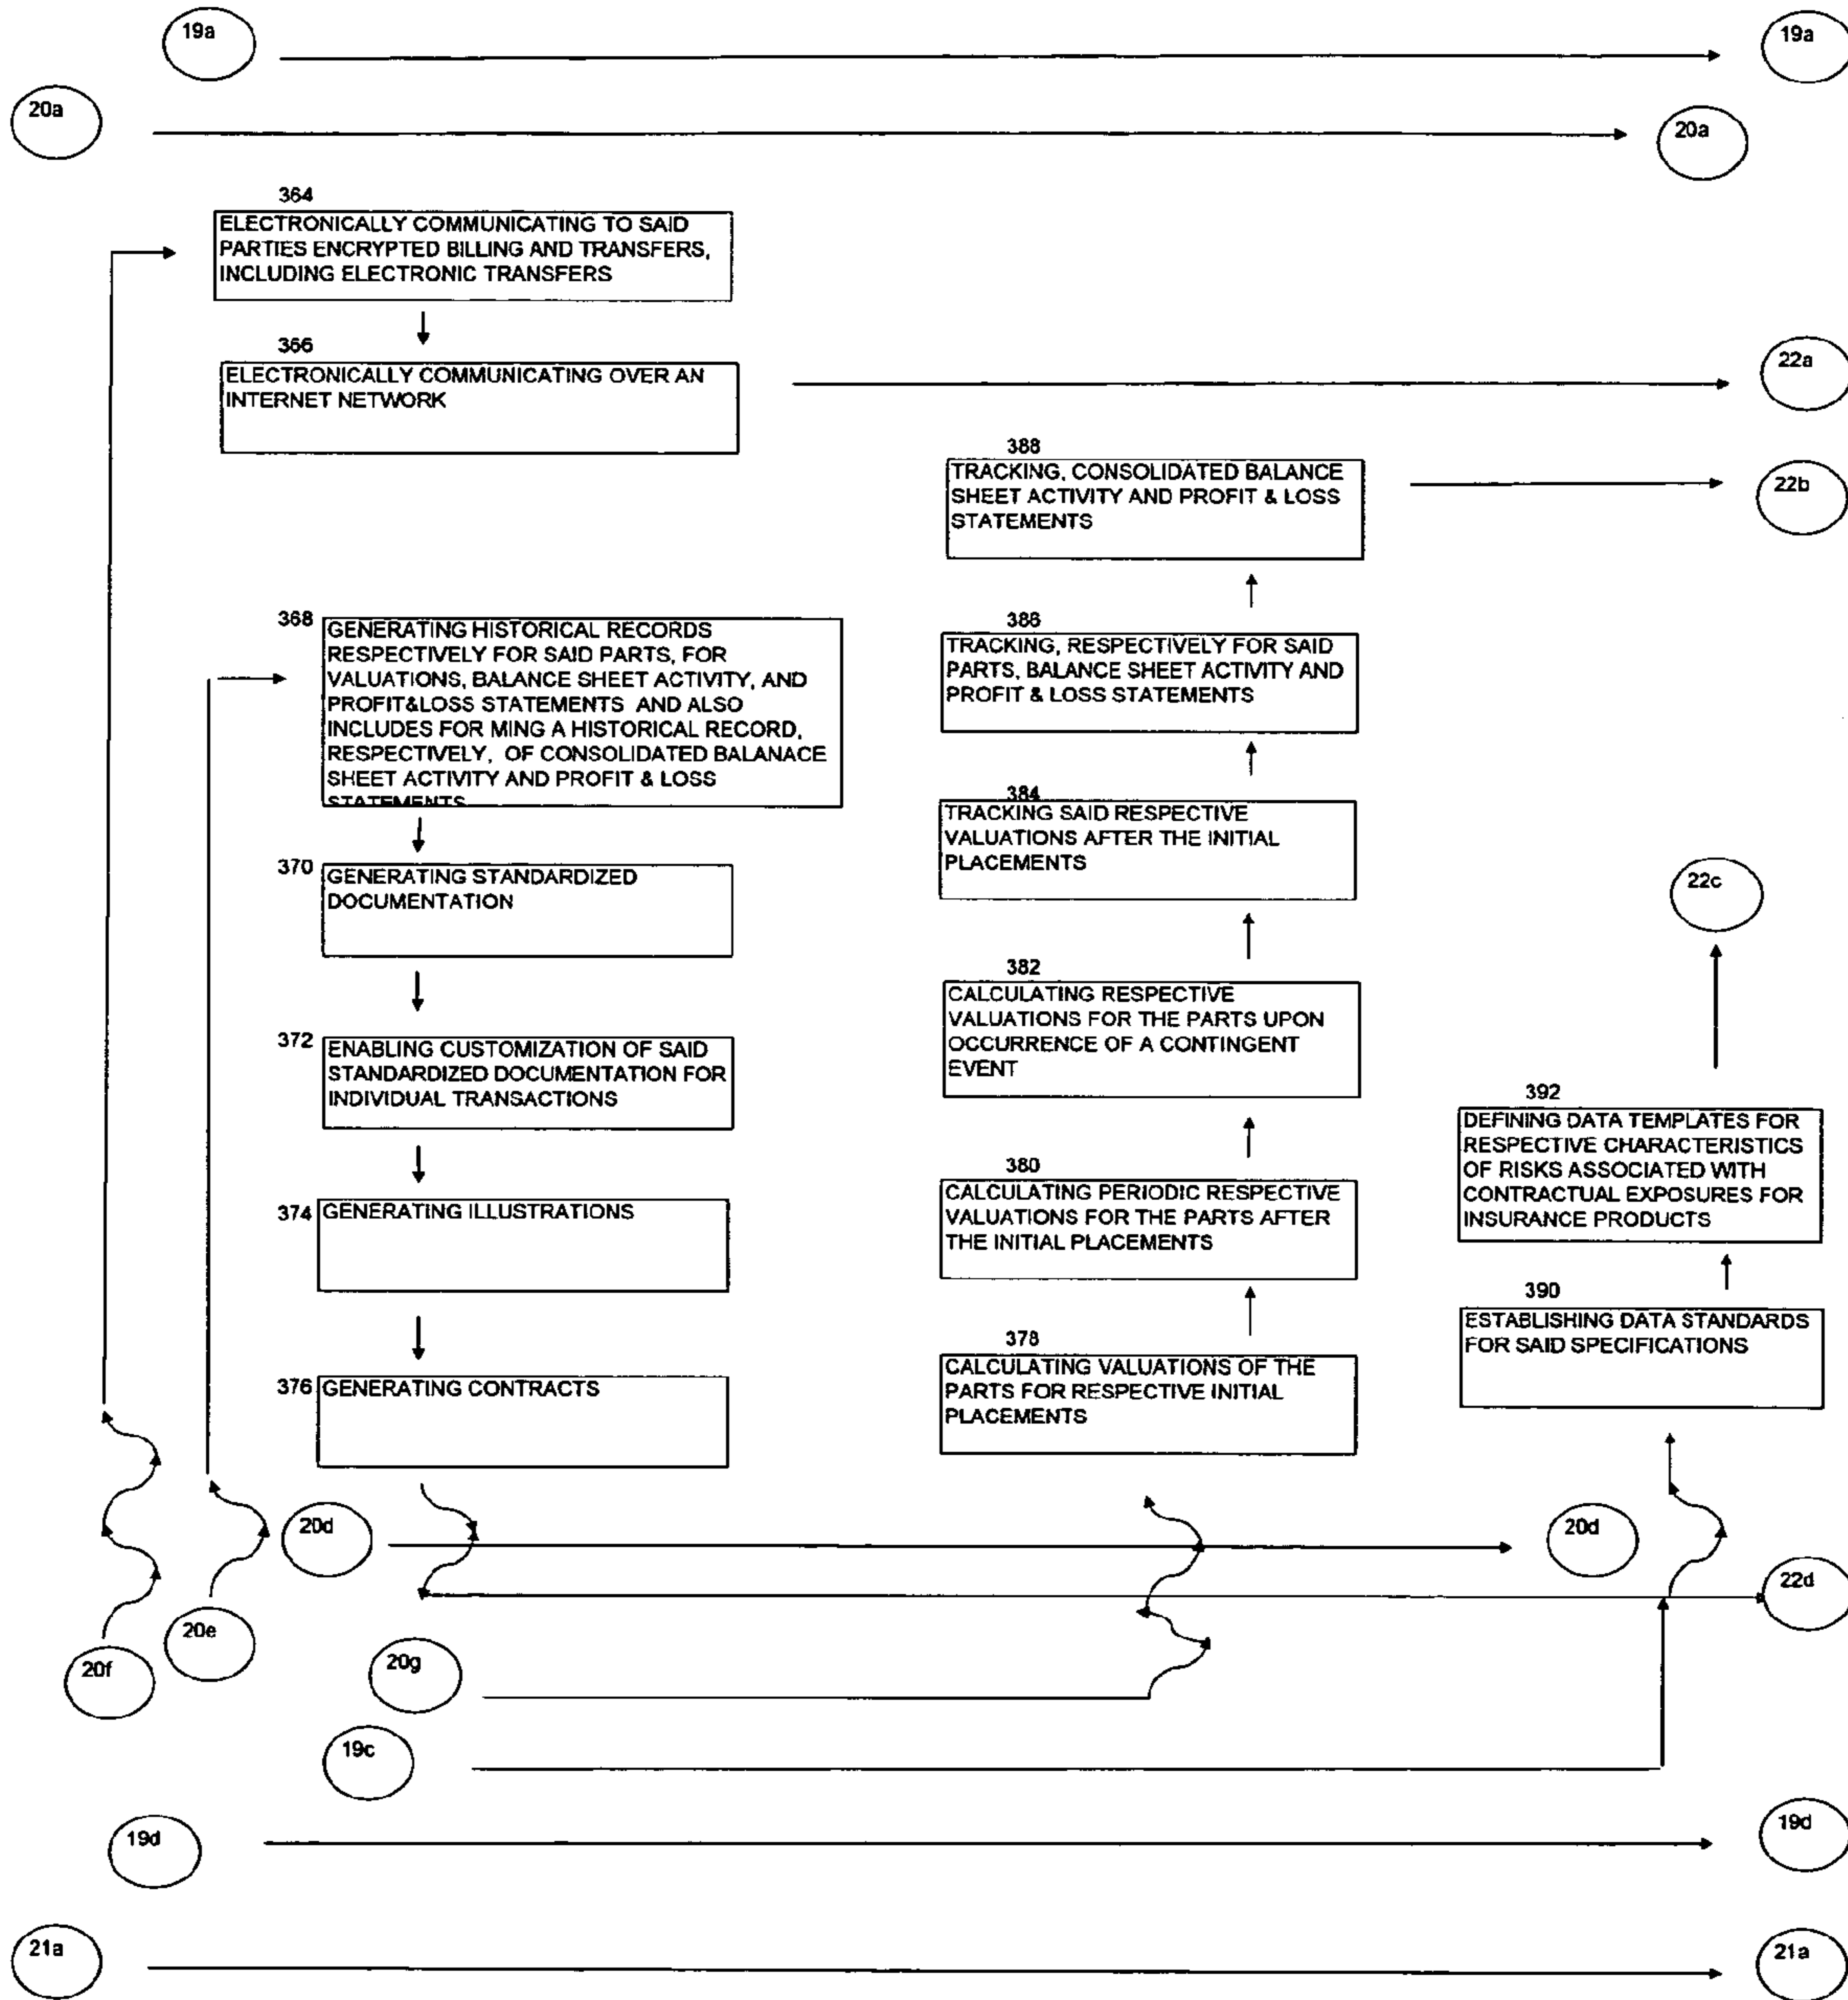 19a
19a
20a
20a
364
ELECTRONICALLY COMMUNICATING TO SAID
PARTIES ENCRYPTED BILLING AND TRANSFERS,
INCLUDING ELECTRONIC TRANSFERS
366
ELECTRONICALLY COMMUNICATING OVER AN
INTERNET NETWORK
22a
388
TRACKING, CONSOLIDATED BALANCE
SHEET ACTIVITY AND PROFIT & LOSS
STATEMENTS
22b
368
GENERATING HISTORICAL RECORDS
RESPECTIVELY FOR SAID PARTS, FOR
VALUATIONS, BALANCE SHEET ACTIVITY, AND
PROFIT&LOSS STATEMENTS AND ALSO
INCLUDES FOR MING A HISTORICAL RECORD,
RESPECTIVELY, OF CONSOLIDATED BALANACE
SHEET ACTIVITY AND PROFIT & LOSS
STATEMENTS
386
TRACKING, RESPECTIVELY FOR SAID
PARTS, BALANCE SHEET ACTIVITY AND
PROFIT & LOSS STATEMENTS
384
TRACKING SAID RESPECTIVE
VALUATIONS AFTER THE INITIAL
PLACEMENTS
370
GENERATING STANDARDIZED
DOCUMENTATION
22c
382
CALCULATING RESPECTIVE
VALUATIONS FOR THE PARTS UPON
OCCURRENCE OF A CONTINGENT
EVENT
372
ENABLING CUSTOMIZATION OF SAID
STANDARDIZED DOCUMENTATION FOR
INDIVIDUAL TRANSACTIONS
392
DEFINING DATA TEMPLATES FOR
RESPECTIVE CHARACTERISTICS
OF RISKS ASSOCIATED WITH
CONTRACTUAL EXPOSURES FOR
INSURANCE PRODUCTS
380
CALCULATING PERIODIC RESPECTIVE
VALUATIONS FOR THE PARTS AFTER
THE INITIAL PLACEMENTS
374
GENERATING ILLUSTRATIONS
390
ESTABLISHING DATA STANDARDS
FOR SAID SPECIFICATIONS
378
CALCULATING VALUATIONS OF THE
PARTS FOR RESPECTIVE INITIAL
PLACEMENTS
376
GENERATING CONTRACTS
20d
20d
22d
20e
20f
20g
19c
19d
19d
21a
21a